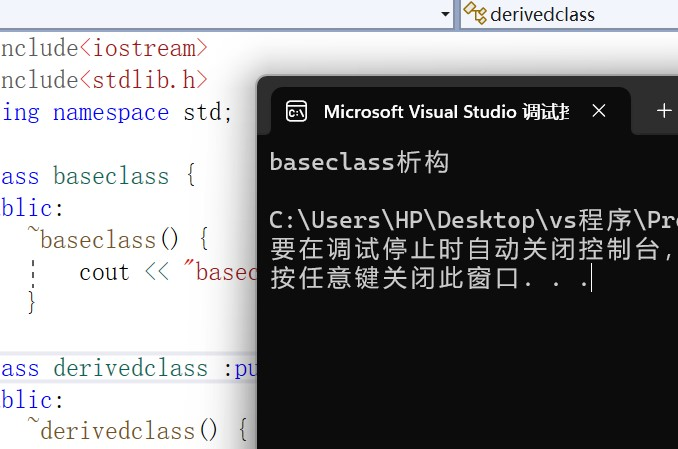 derivedclass
nclude<iostream>
nclude<stdlib.h>
ing namespace std;
ass baseclass {
blic:
~baseclass() {
cout << "basec
}
ass derivedclass :pu
blic:
~derivedclass() {
C:\
Microsoft Visual Studio 调试控
baseclass析构
C:\Users\HP\Desktop\vs程序\Pro
要在调试停止时自动关闭控制台,
按任意键关闭此窗口. . .